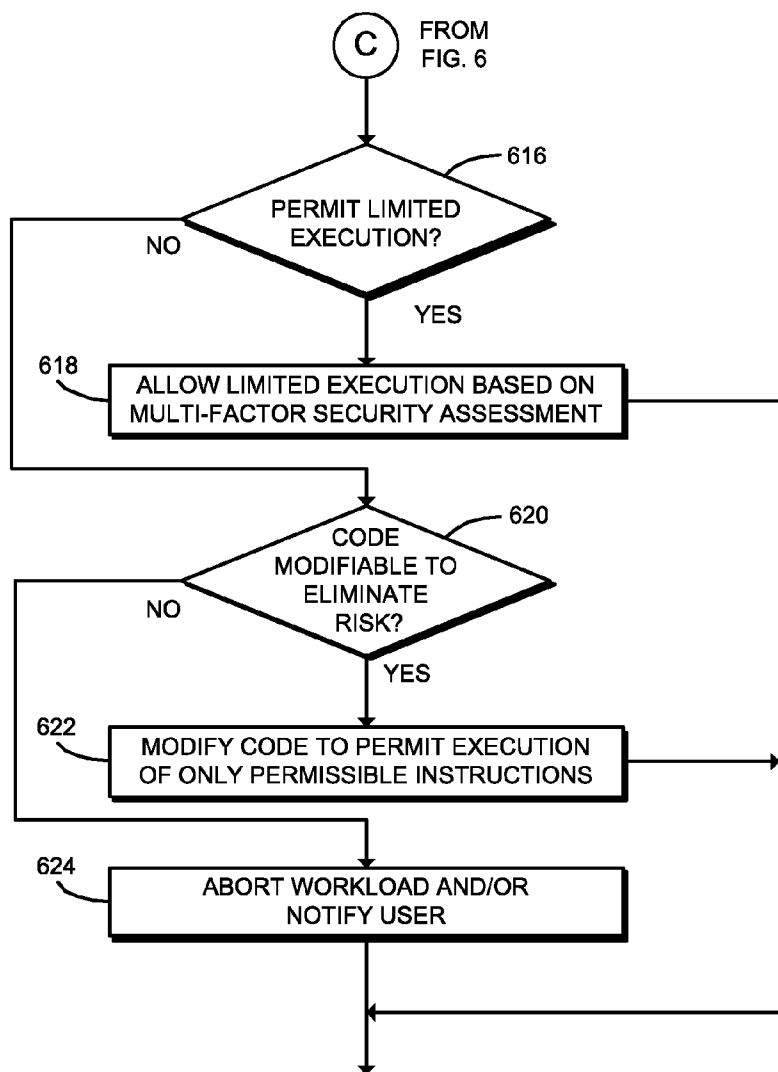 C
FROM
FIG. 6
616
PERMIT LIMITED
EXECUTION?
NO
YES
618
ALLOW LIMITED EXECUTION BASED ON
MULTI-FACTOR SECURITY ASSESSMENT
620
CODE
MODIFIABLE TO
ELIMINATE
RISK?
NO
YES
622
MODIFY CODE TO PERMIT EXECUTION
OF ONLY PERMISSIBLE INSTRUCTIONS
624
ABORT WORKLOAD AND/OR
NOTIFY USER